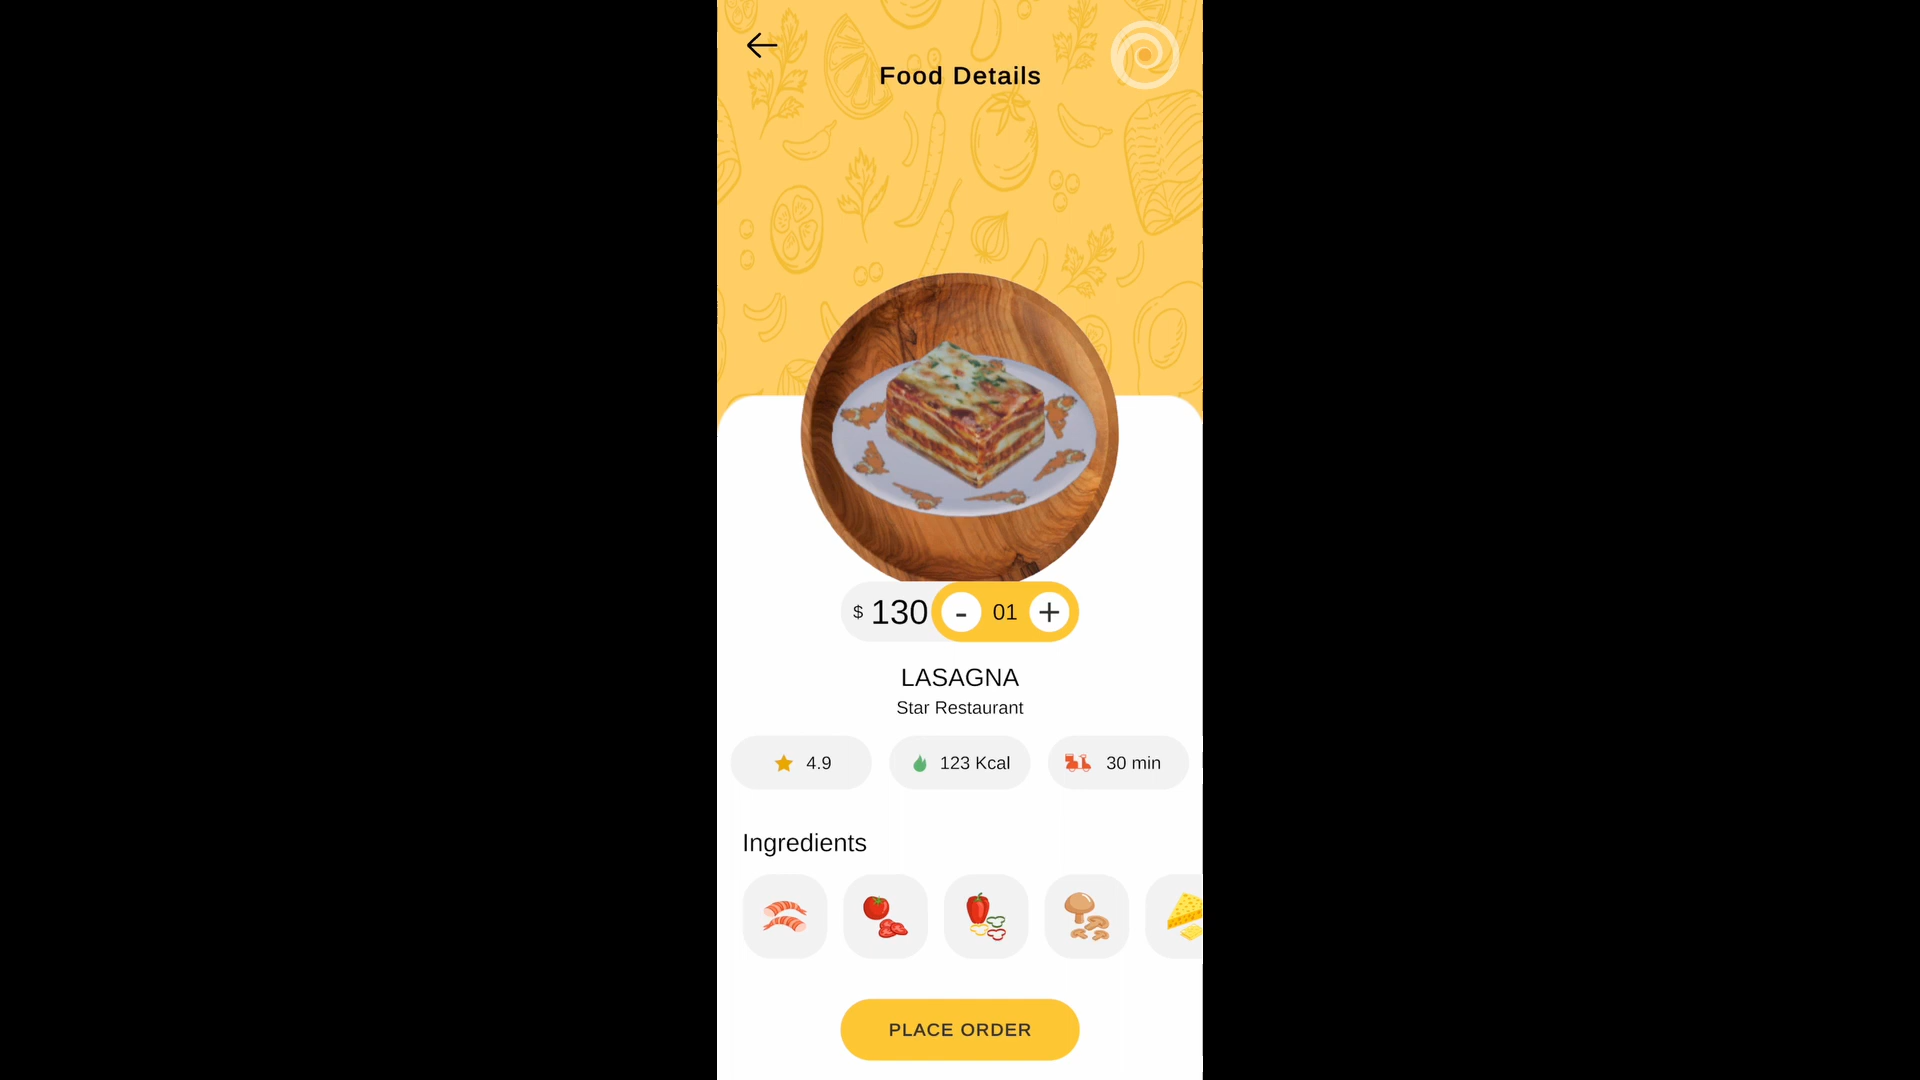 Food Details
$ 130 - 01 +
LASAGNA
Star Restaurant
4.9 123 Kcal 30 min
Ingredients
PLACE ORDER